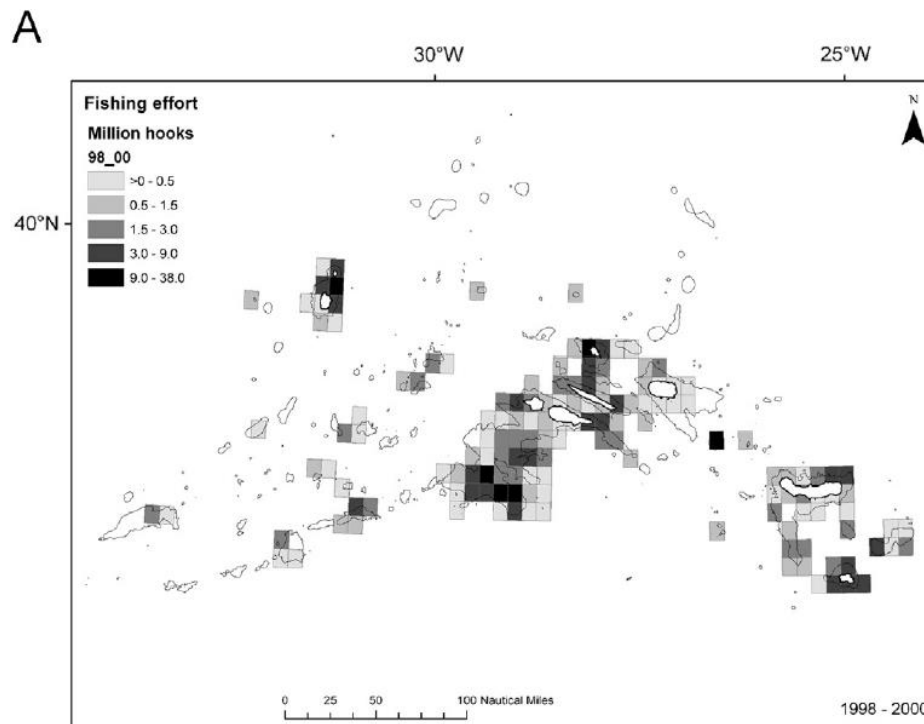 A
30°W 25°W
Fishing effort
Million hooks
98_00
>0 - 0.5
0.5 - 1.5
1.5 - 3.0
3.0 - 9.0
9.0 - 38.0
N
40°N
0 25 50 100 Nautical Miles
1998 - 2000